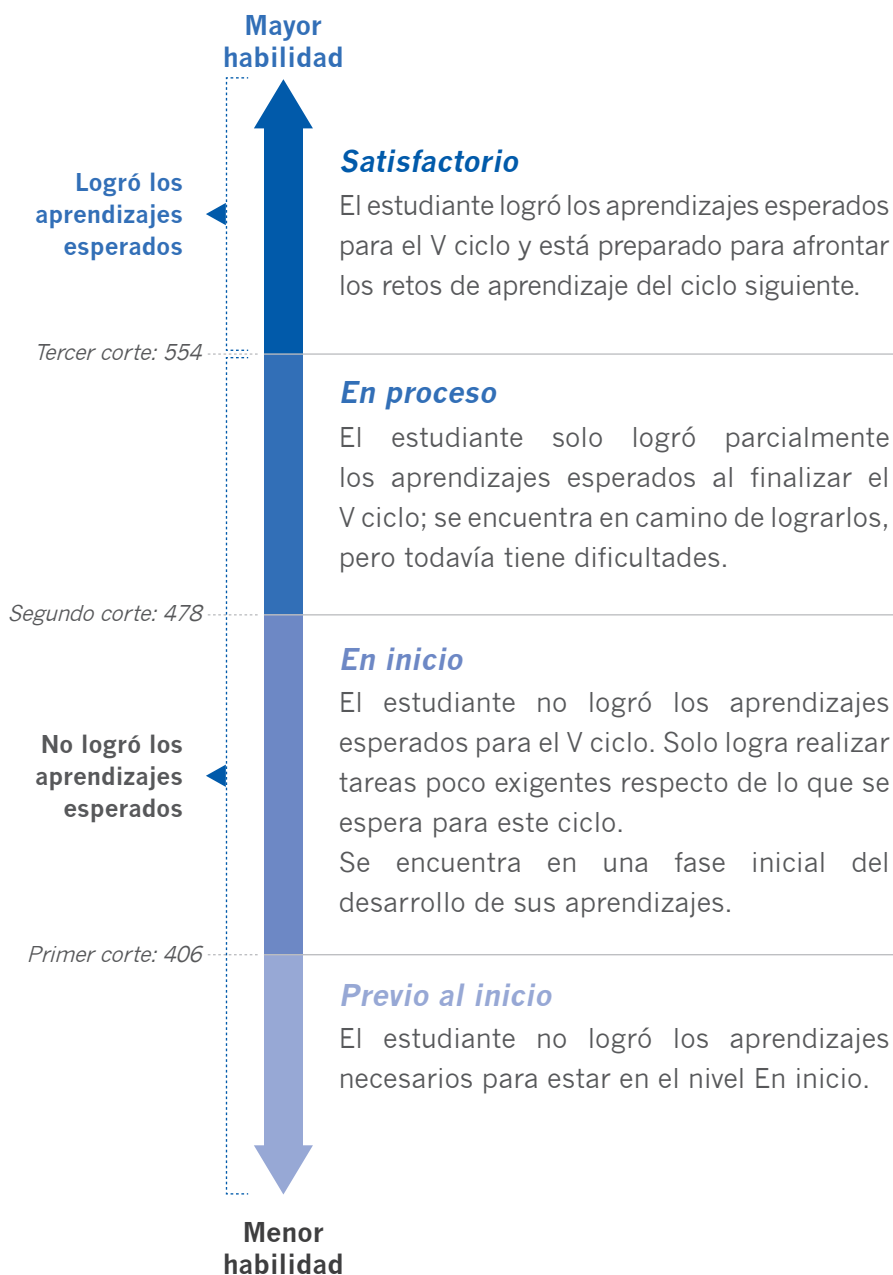 Mayor
habilidad
Logró los
aprendizajes
esperados
Satisfactorio
El estudiante logró los aprendizajes esperados
para el V ciclo y está preparado para afrontar
los retos de aprendizaje del ciclo siguiente.
Tercer corte: 554
En proceso
El estudiante solo logró parcialmente
los aprendizajes esperados al finalizar el
V ciclo; se encuentra en camino de lograrlos,
pero todavía tiene dificultades.
Segundo corte: 478
No logró los
aprendizajes
esperados
En inicio
El estudiante no logró los aprendizajes
esperados para el V ciclo. Solo logra realizar
tareas poco exigentes respecto de lo que se
espera para este ciclo.
Se encuentra en una fase inicial del
desarrollo de sus aprendizajes.
Primer corte: 406
Previo al inicio
El estudiante no logró los aprendizajes
necesarios para estar en el nivel En inicio.
Menor
habilidad